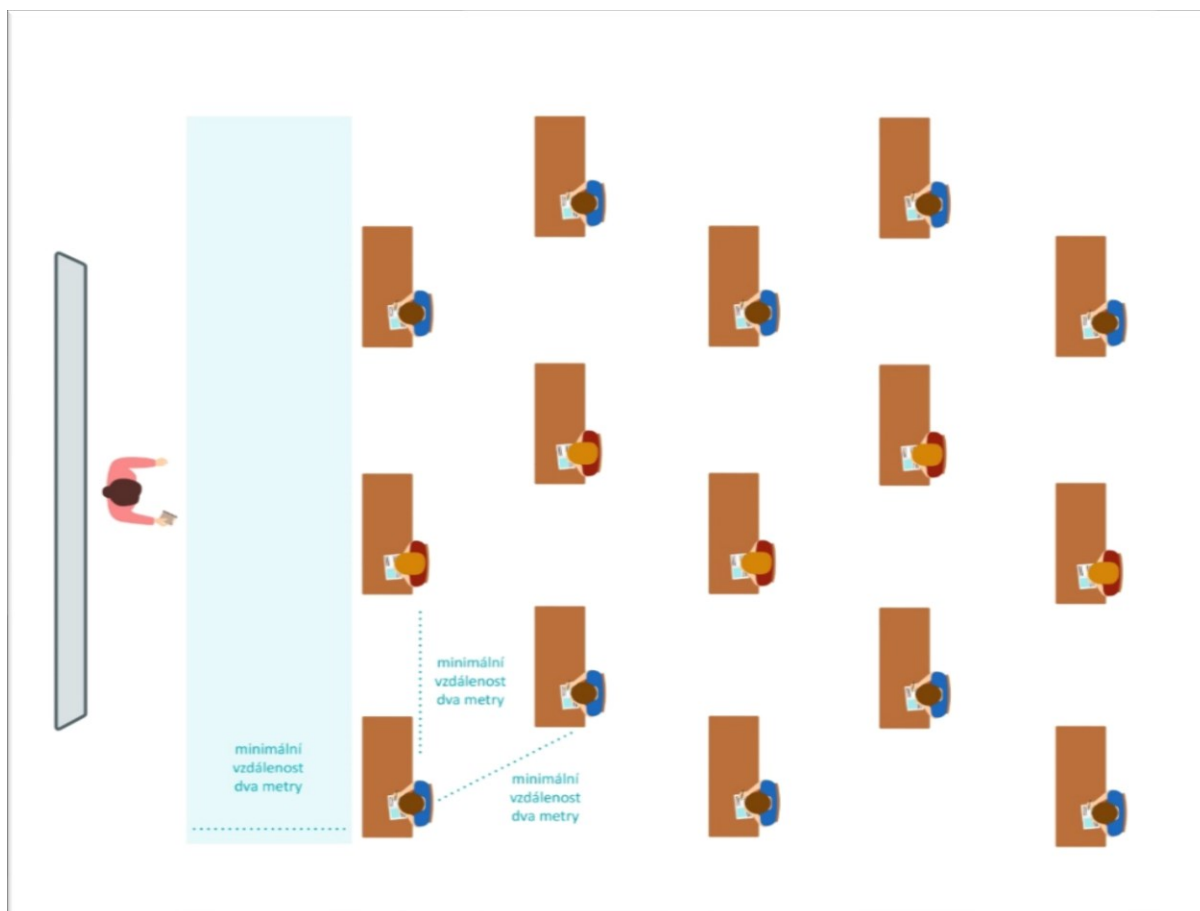 minimální
vzdálenost
dva metry
minimální
vzdálenost
dva metry
minimální
vzdálenost
dva metry